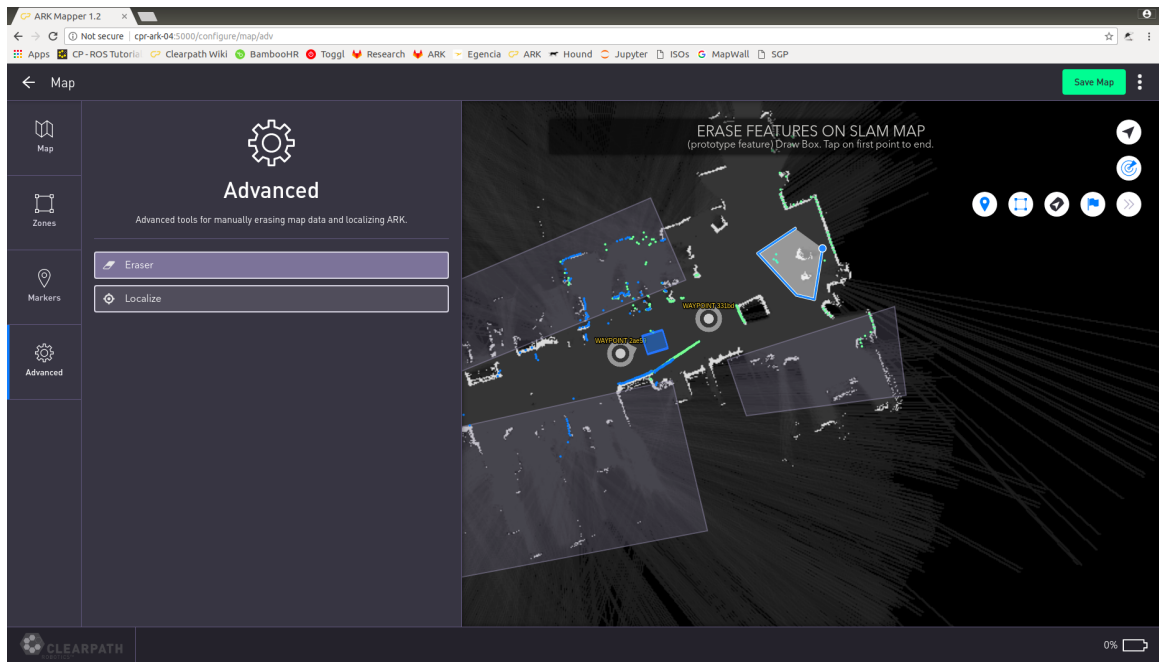 ARK Mapper 1.2
Not secure | cpr-ark-04:5000/configure/map/adv
Apps CP - ROS Tutorial Clearpath Wiki BambooHR Toggl Research ARK Egencia ARK Hound Jupyter ISOs MapWall SGP
Map
Save Map
Map
Zones
Markers
Advanced
Advanced
Advanced tools for manually erasing map data and localizing ARK.
Eraser
Localize
ERASE FEATURES ON SLAM MAP
(prototype feature) Draw Box. Tap on first point to end.
WAYPOINT 331bd
WAYPOINT 2ae5
CLEARPATH
0%